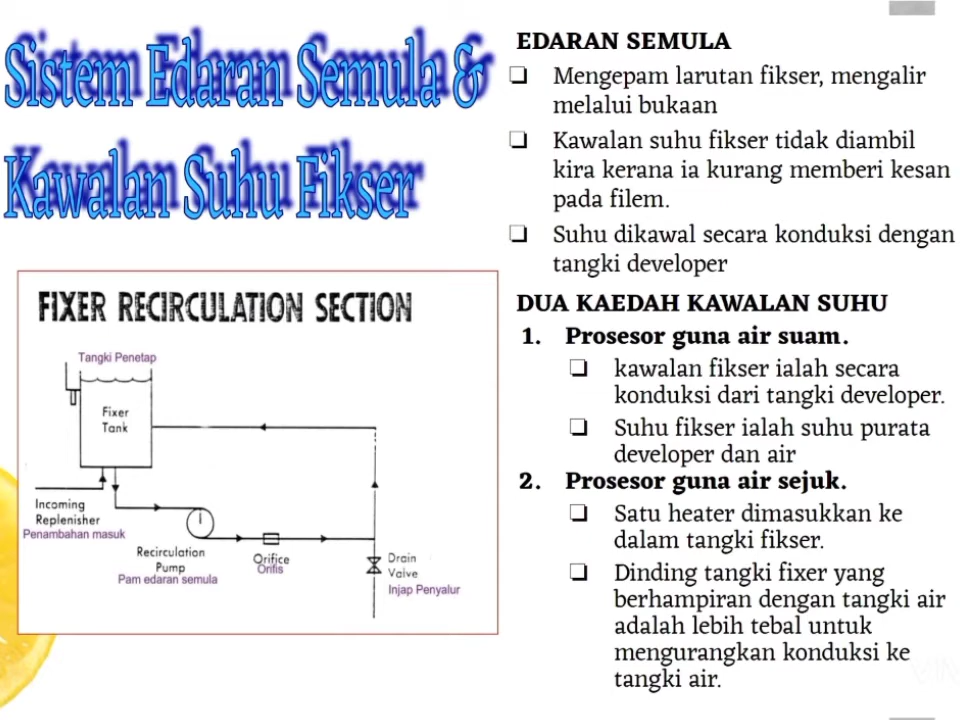 Sistem Edaran Semula &
Kawalan Suhu Fikser
FIXER RECIRCULATION SECTION
Tangki Penetap
Fixer
Tank
Incoming
Replenisher
Penambahan masuk
Recirculation
Pump
Pam edaran semula
Orifice
Orifis
Drain
Valve
Injap Penyalur
EDARAN SEMULA
❏ Mengepam larutan fikser, mengalir
melalui bukaan
❏ Kawalan suhu fikser tidak diambil
kira kerana ia kurang memberi kesan
pada filem.
❏ Suhu dikawal secara konduksi dengan
tangki developer
DUA KAEDAH KAWALAN SUHU
1. Prosesor guna air suam.
❏ kawalan fikser ialah secara
konduksi dari tangki developer.
❏ Suhu fikser ialah suhu purata
developer dan air
2. Prosesor guna air sejuk.
❏ Satu heater dimasukkan ke
dalam tangki fikser.
❏ Dinding tangki fixer yang
berhampiran dengan tangki air
adalah lebih tebal untuk
mengurangkan konduksi ke
tangki air.